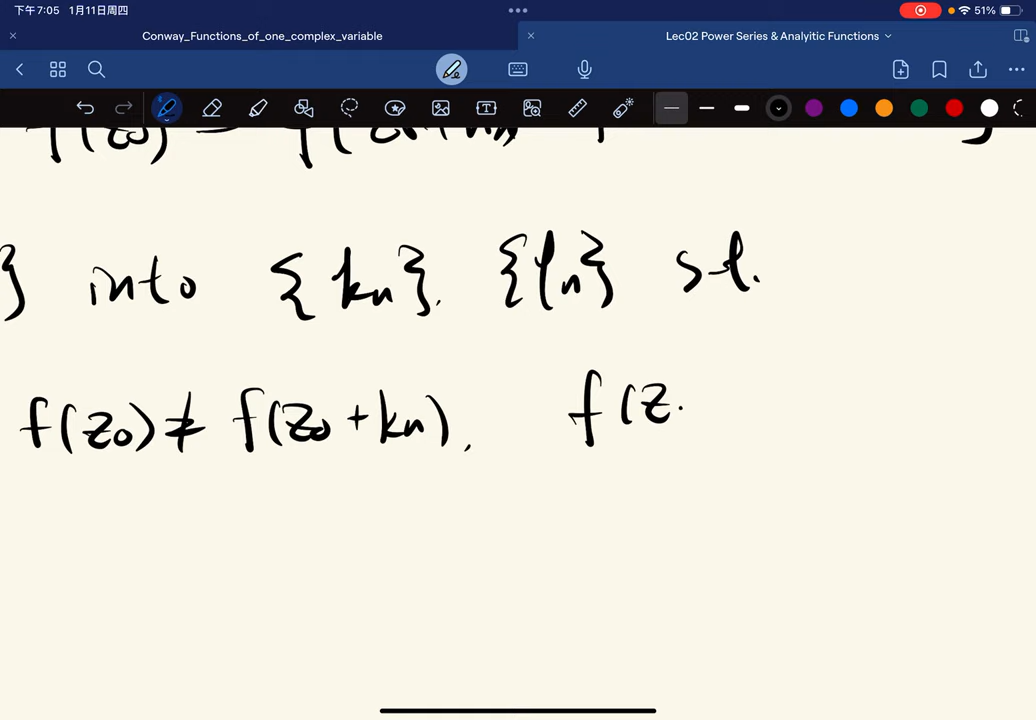 下午7:05 1月11日周四
51%
Conway_Functions_of_one_complex_variable
Lec02 Power Series & Analyitic Functions
} into {kn}. {ln} s.t.
f(z0) ≠ f(z0 + kn), f(z